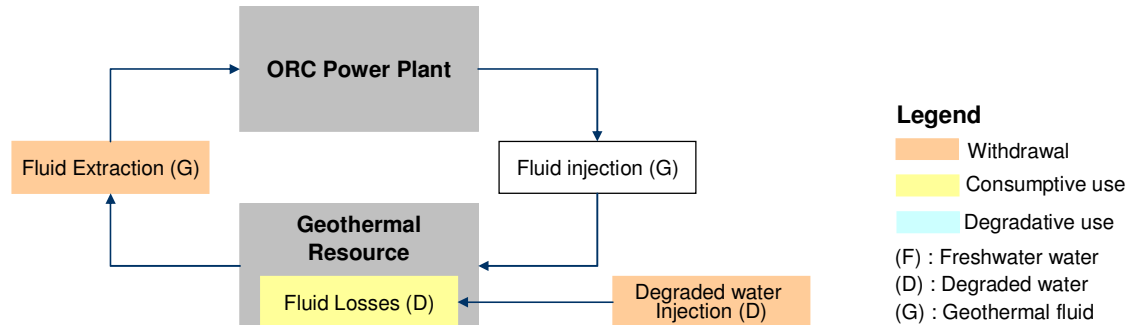 ORC Power Plant
Fluid Extraction (G)
Fluid injection (G)
Geothermal
Resource
Fluid Losses (D)
Degraded water
Injection (D)
Legend
Withdrawal
Consumptive use
Degradative use
(F) : Freshwater water
(D) : Degraded water
(G) : Geothermal fluid